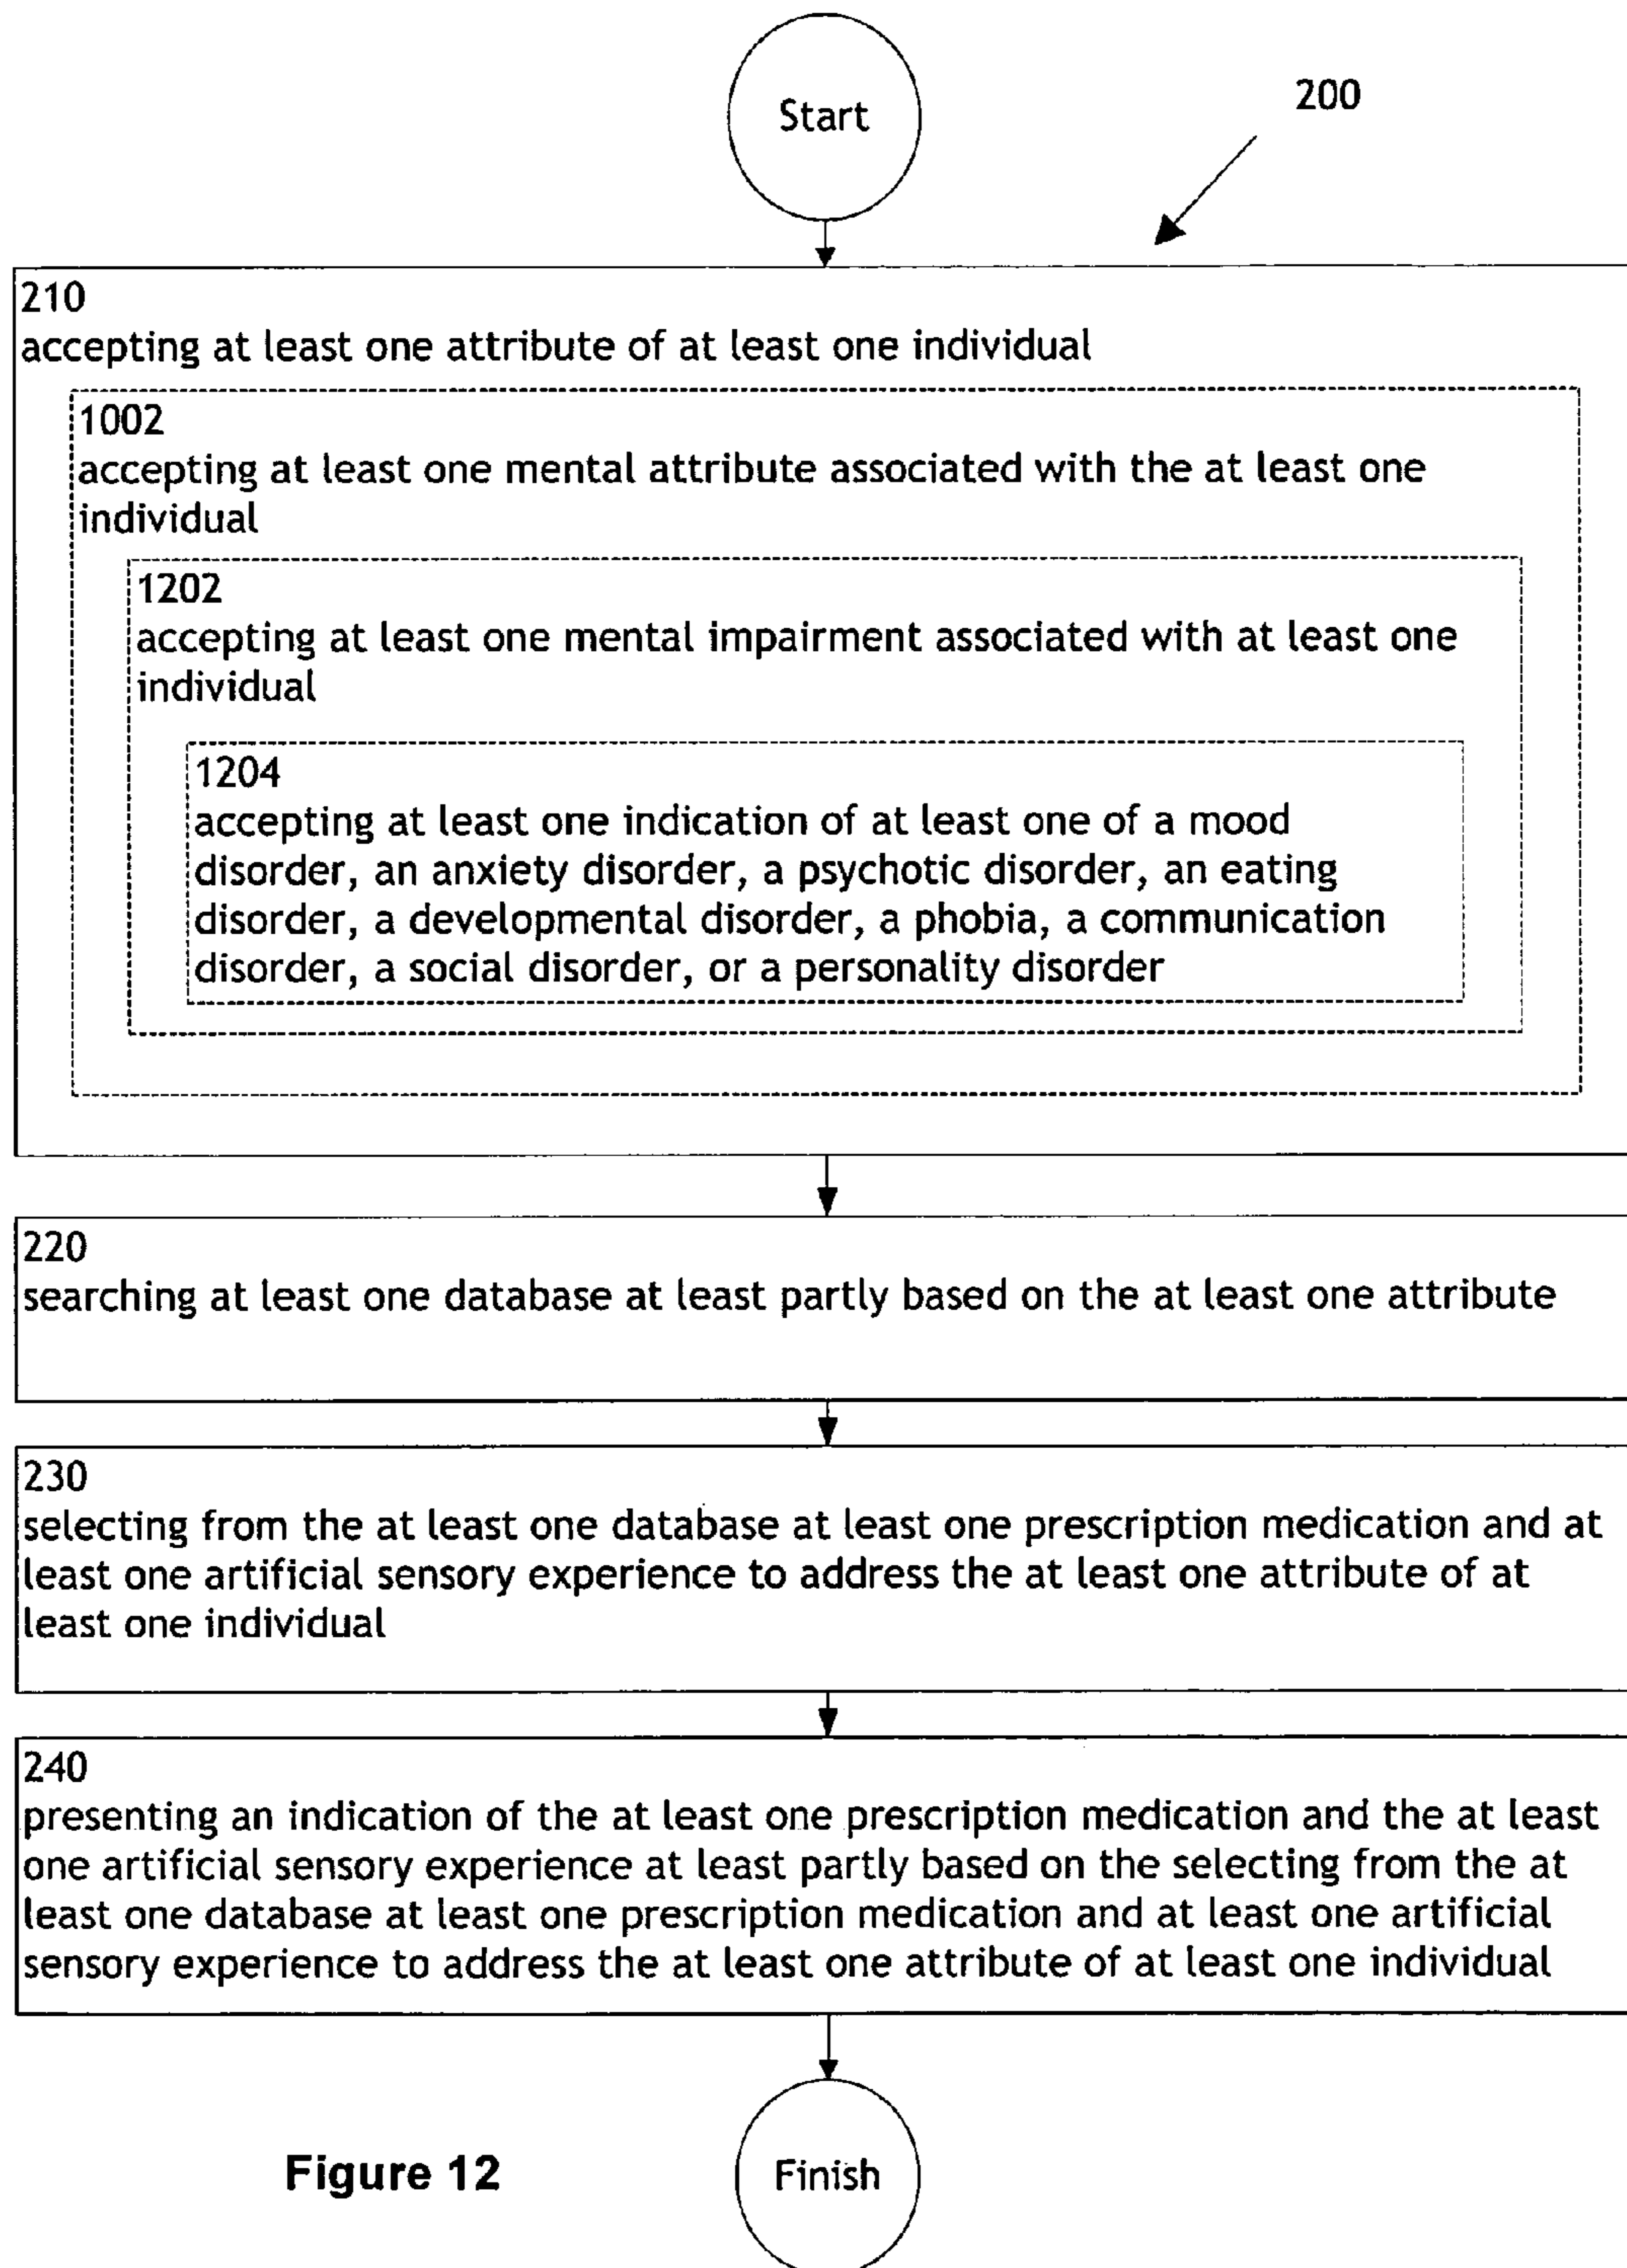 Start
200
210
accepting at least one attribute of at least one individual
1002
accepting at least one mental attribute associated with the at least one
individual
1202
accepting at least one mental impairment associated with at least one
individual
1204
accepting at least one indication of at least one of a mood
disorder, an anxiety disorder, a psychotic disorder, an eating
disorder, a developmental disorder, a phobia, a communication
disorder, a social disorder, or a personality disorder
220
searching at least one database at least partly based on the at least one attribute
230
selecting from the at least one database at least one prescription medication and at
least one artificial sensory experience to address the at least one attribute of at
least one individual
240
presenting an indication of the at least one prescription medication and the at least
one artificial sensory experience at least partly based on the selecting from the at
least one database at least one prescription medication and at least one artificial
sensory experience to address the at least one attribute of at least one individual
Figure 12
Finish